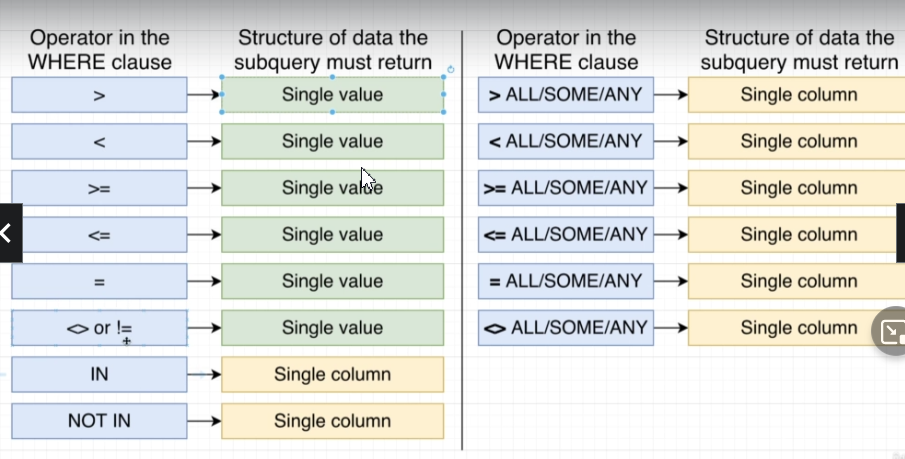 Operator in the
WHERE clause
Structure of data the
subquery must return
>
Single value
<
Single value
>=
Single value
<=
Single value
=
Single value
<> or !=
Single value
IN
Single column
NOT IN
Single column
Operator in the
WHERE clause
Structure of data the
subquery must return
> ALL/SOME/ANY
Single column
< ALL/SOME/ANY
Single column
>= ALL/SOME/ANY
Single column
<= ALL/SOME/ANY
Single column
= ALL/SOME/ANY
Single column
<> ALL/SOME/ANY
Single column